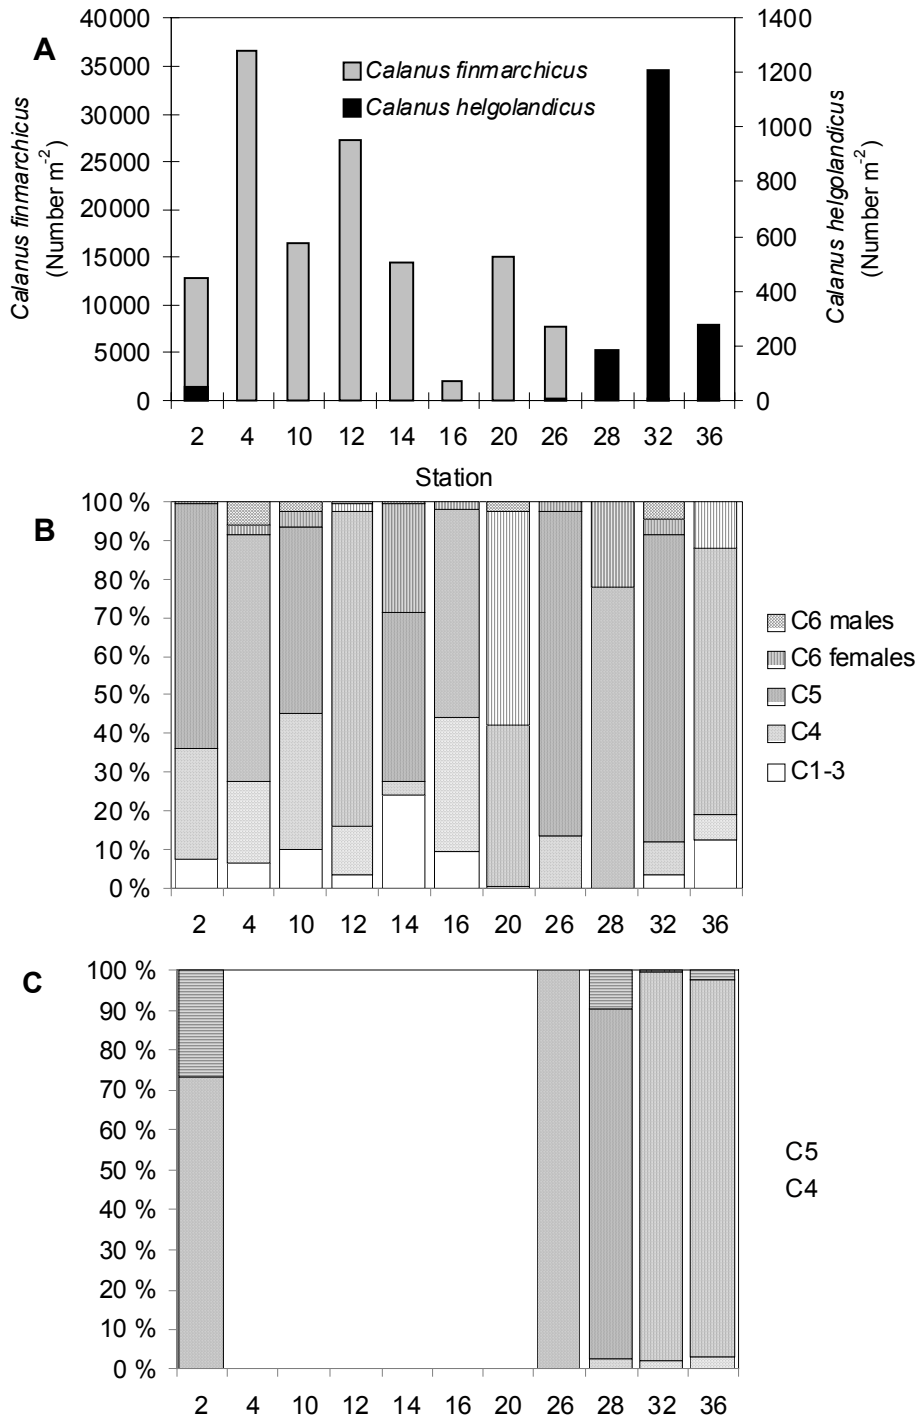 A
40000
35000
30000
25000
20000
15000
10000
5000
0
Calanus finmarchicus
(Number m-2)
Calanus finmarchicus
Calanus helgolandicus
1400
1200
1000
800
600
400
200
0
Calanus helgolandicus
(Number m-2)
2 4 10 12 14 16 20 26 28 32 36
Station
B
100 %
90 %
80 %
70 %
60 %
50 %
40 %
30 %
20 %
10 %
0 %
2 4 10 12 14 16 20 26 28 32 36
C6 males
C6 females
C5
C4
C1-3
C
100 %
90 %
80 %
70 %
60 %
50 %
40 %
30 %
20 %
10 %
0 %
2 4 10 12 14 16 20 26 28 32 36
C5
C4